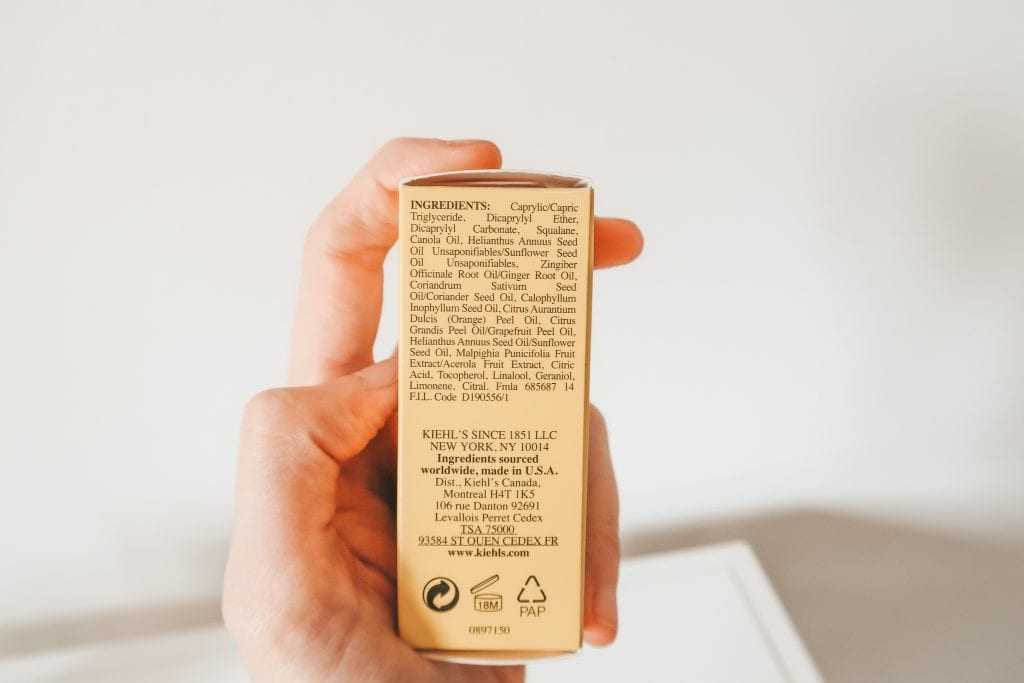 INGREDIENTS: Caprylic/Capric
Triglyceride, Dicaprylyl Ether,
Dicaprylyl Carbonate, Squalane,
Canola Oil, Helianthus Annuus Seed
Oil Unsaponifiables/Sunflower Seed
Oil Unsaponifiables, Zingiber
Officinale Root Oil/Ginger Root Oil,
Coriandrum Sativum Seed
Oil/Coriander Seed Oil, Calophyllum
Inophyllum Seed Oil, Citrus Aurantium
Dulcis (Orange) Peel Oil, Citrus
Grandis Peel Oil/Grapefruit Peel Oil,
Helianthus Annuus Seed Oil/Sunflower
Seed Oil, Malpighia Punicifolia Fruit
Extract/Acerola Fruit Extract, Citric
Acid, Tocopherol, Linalool, Geraniol,
Limonene, Citral. Fmla 685687 14
F.I.L. Code D190556/1
KIEHL'S SINCE 1851 LLC
NEW YORK, NY 10014
Ingredients sourced
worldwide, made in U.S.A.
Dist., Kiehl's Canada,
Montreal H4T 1K5
106 rue Danton 92691
Levallois Perret Cedex
TSA 75000
93584 ST OUEN CEDEX FR
www.kiehls.com
18M
PAP
0897150